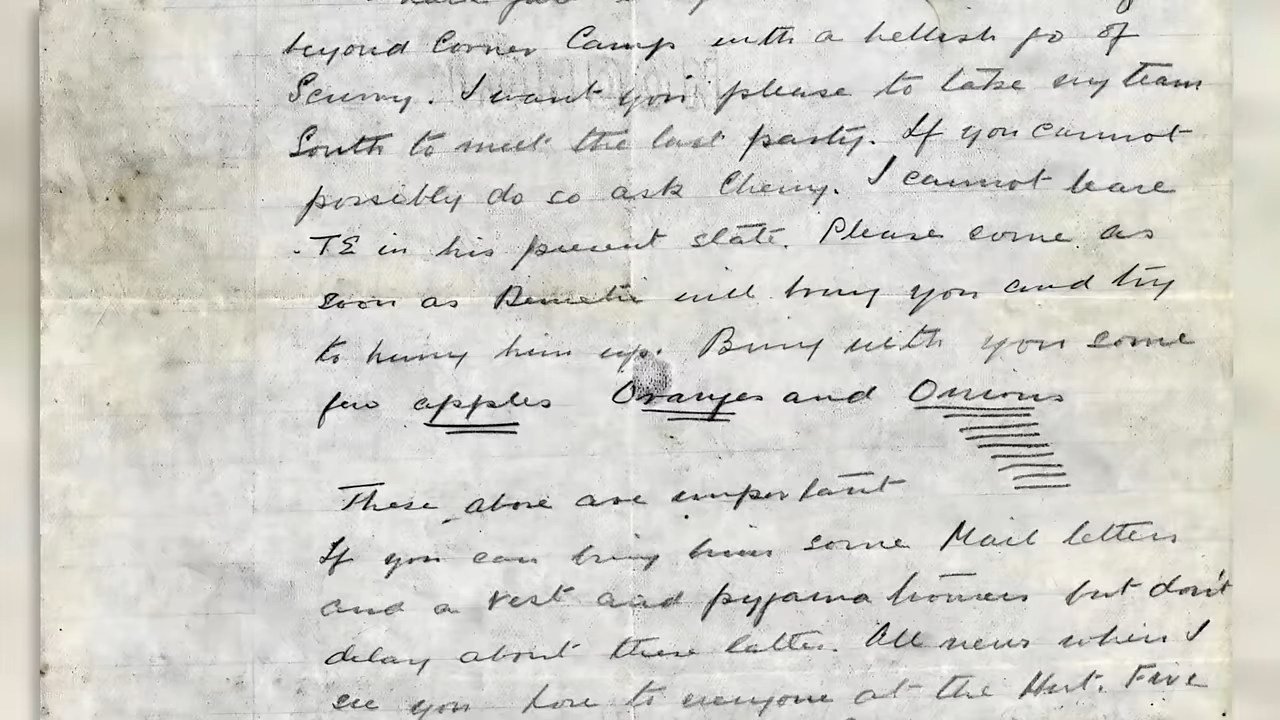 beyond Corner Camp with a hellish go of
Scurvy. I want you please to take my team
South to meet the last party. If you cannot
possibly do so ask Cherry. I cannot leave
TE in his present state. Please come as
soon as Demetri will bring you and try
to hurry him up. Bring with you some
few apples Oranges and Onions
These above are important
If you can bring him some Mail letters
and a vest and pyjama trousers but don't
delay about these latter. All news when I
see you Love to everyone at the Hut. Five